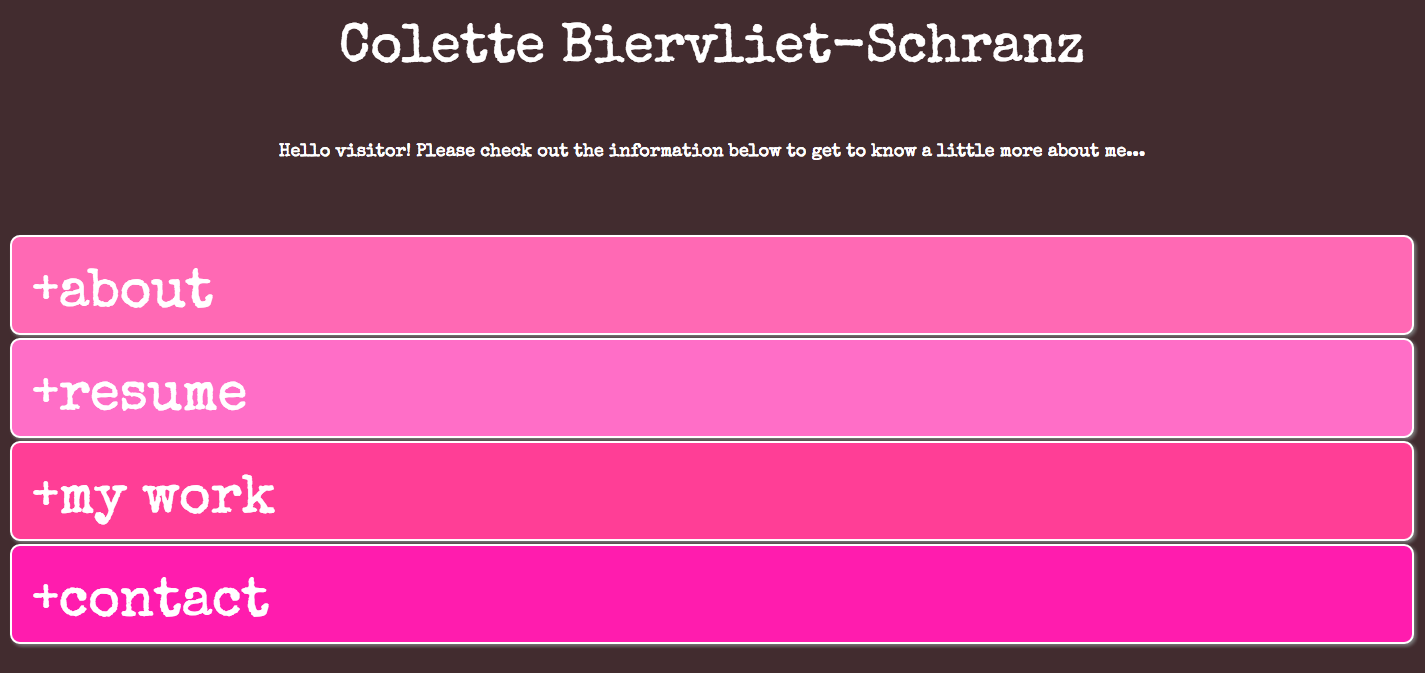 Colette Biervliet-Schranz
Hello visitor! Please check out the information below to get to know a little more about me...
+about
+resume
+my work
+contact